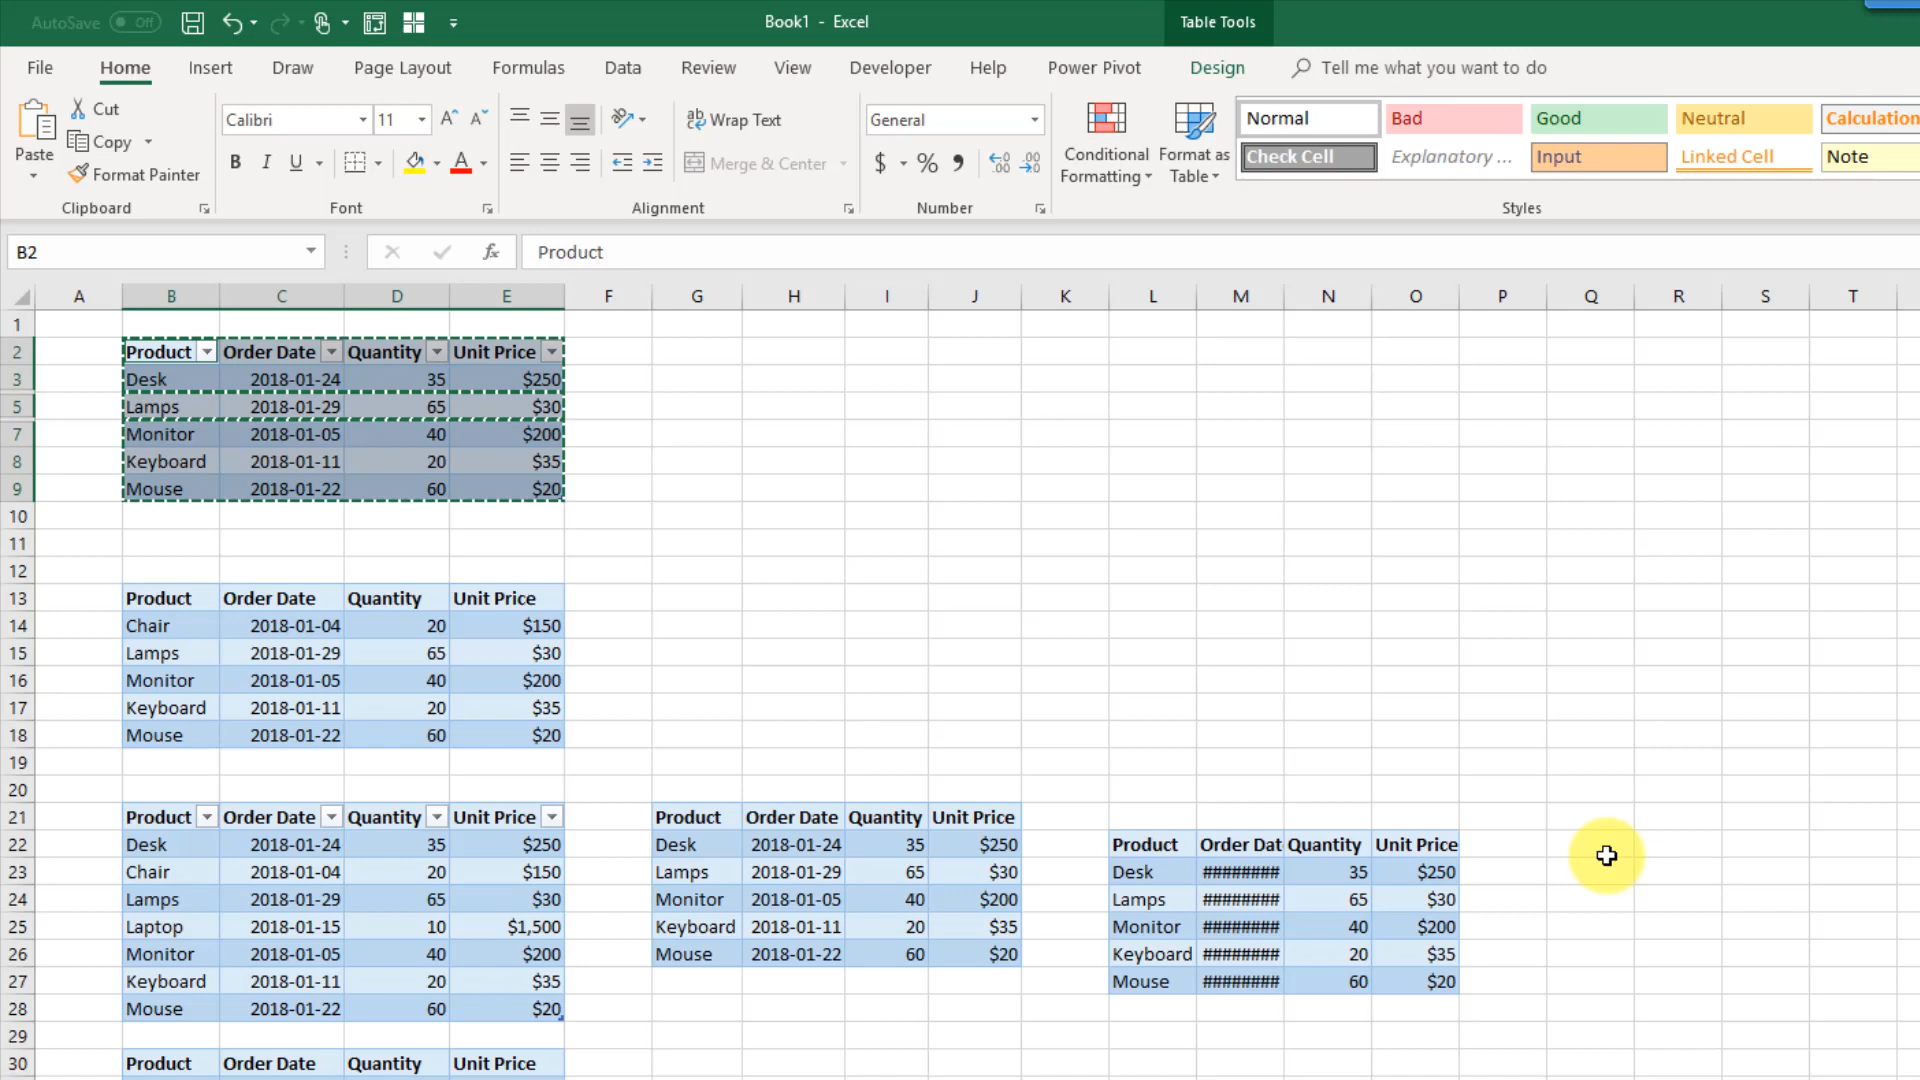 AutoSave Off Book1 - Excel Table Tools
File Home Insert Draw Page Layout Formulas Data Review View Developer Help Power Pivot Design Tell me what you want to do
Paste Cut Copy Format Painter
Calibri 11
B I U A
Wrap Text
Merge & Center
General
$ % 9
Conditional Formatting
Format as Table
Normal Bad Good Neutral Calculation
Check Cell Explanatory ... Input Linked Cell Note
Clipboard Font Alignment Number Styles
B2 fx Product
A B C D E F G H I J K L M N O P Q R S T
1
2 Product Order Date Quantity Unit Price
3 Desk 2018-01-24 35 $250
5 Lamps 2018-01-29 65 $30
7 Monitor 2018-01-05 40 $200
8 Keyboard 2018-01-11 20 $35
9 Mouse 2018-01-22 60 $20
10
11
12
13 Product Order Date Quantity Unit Price
14 Chair 2018-01-04 20 $150
15 Lamps 2018-01-29 65 $30
16 Monitor 2018-01-05 40 $200
17 Keyboard 2018-01-11 20 $35
18 Mouse 2018-01-22 60 $20
19
20
21 Product Order Date Quantity Unit Price Product Order Date Quantity Unit Price
22 Desk 2018-01-24 35 $250 Desk 2018-01-24 35 $250 Product Order Dat Quantity Unit Price
23 Chair 2018-01-04 20 $150 Lamps 2018-01-29 65 $30 Desk ######## 35 $250
24 Lamps 2018-01-29 65 $30 Monitor 2018-01-05 40 $200 Lamps ######## 65 $30
25 Laptop 2018-01-15 10 $1,500 Keyboard 2018-01-11 20 $35 Monitor ######## 40 $200
26 Monitor 2018-01-05 40 $200 Mouse 2018-01-22 60 $20 Keyboard ######## 20 $35
27 Keyboard 2018-01-11 20 $35 Mouse ######## 60 $20
28 Mouse 2018-01-22 60 $20
29
30 Product Order Date Quantity Unit Price